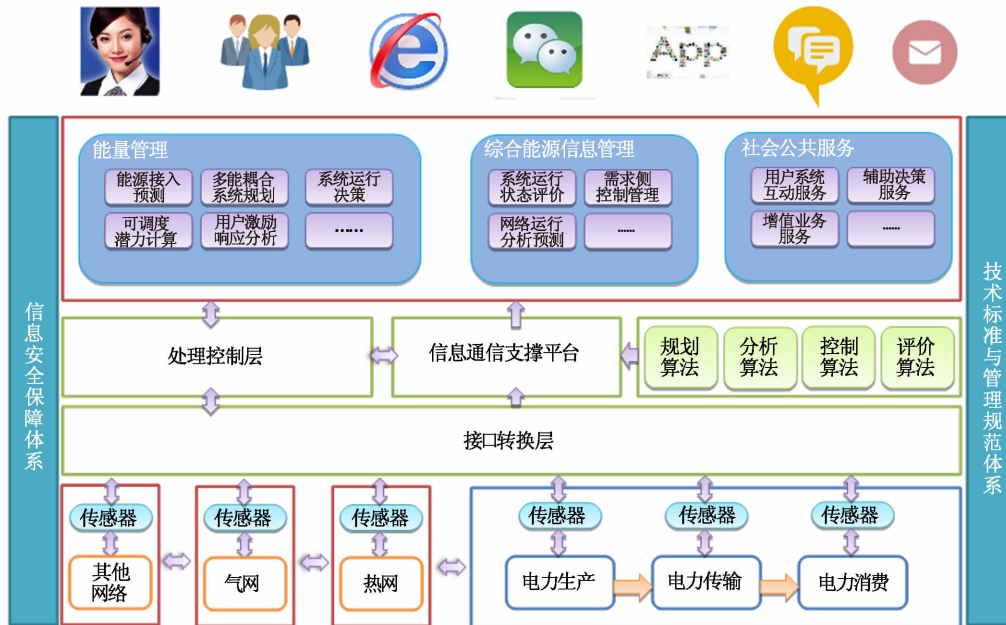 App
能量管理
能源接入
预测
多能耦合
系统规划
系统运行
决策
可调度
潜力计算
用户激励
响应分析
……
综合能源信息管理
系统运行
状态评价
需求侧
控制管理
网络运行
分析预测
……
社会公共服务
用户系统
互动服务
辅助决策
服务
增值业务
服务
……
信息安全保障体系
技术标准与管理规范体系
处理控制层
信息通信支撑平台
规划
算法
分析
算法
控制
算法
评价
算法
接口转换层
传感器
传感器
传感器
传感器
传感器
传感器
其他
网络
气网
热网
电力生产
电力传输
电力消费